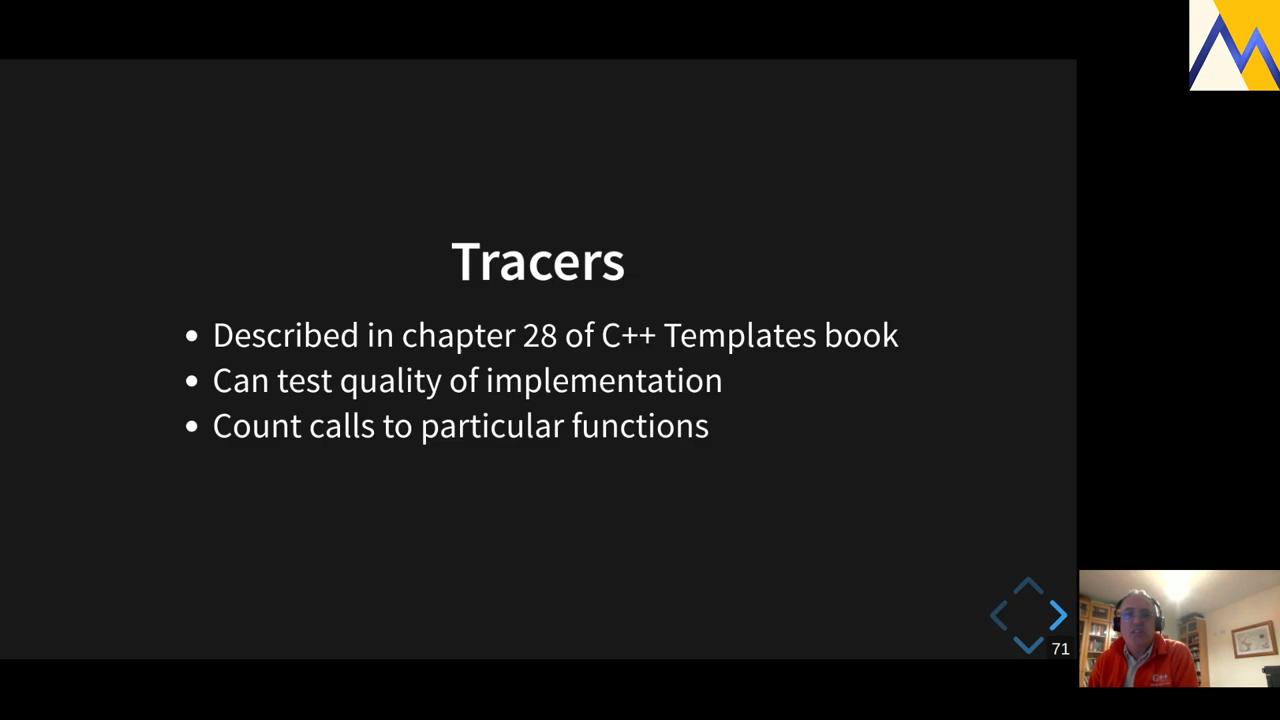 Tracers
Described in chapter 28 of C++ Templates book
Can test quality of implementation
Count calls to particular functions
71
C++